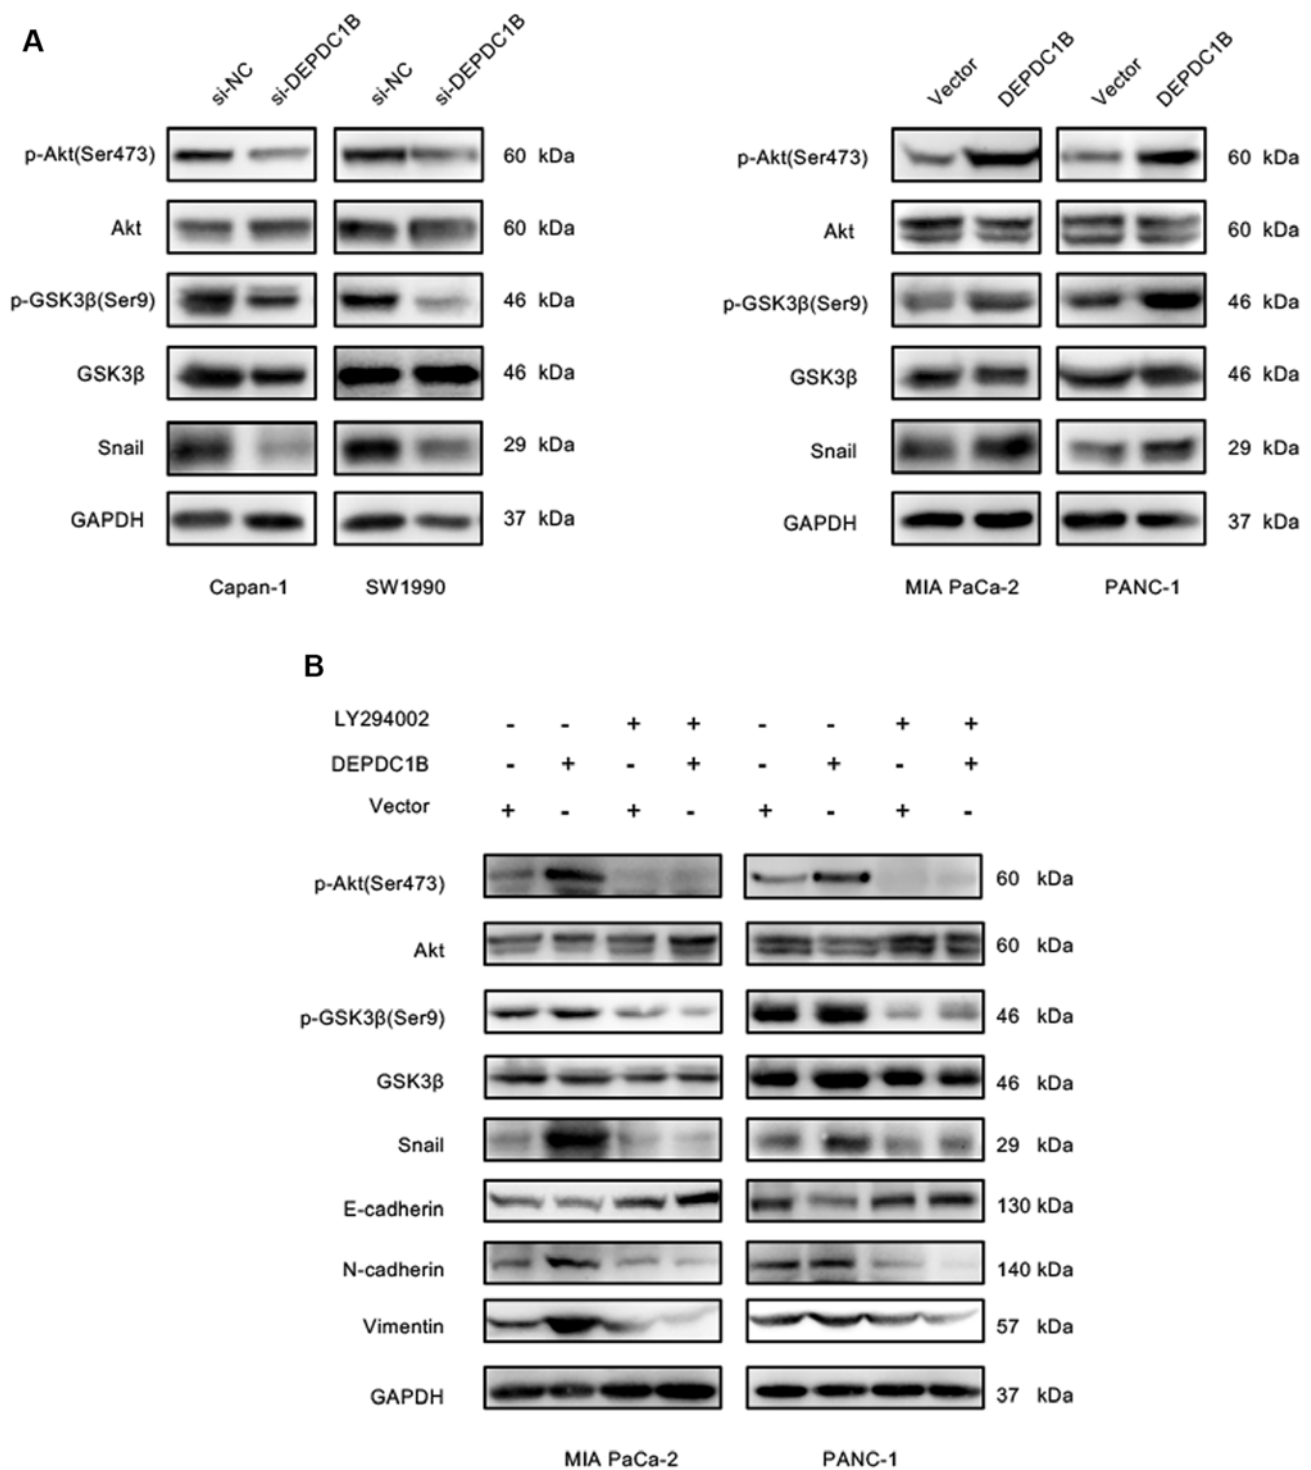 A
si-NC si-DEPDC1B si-NC si-DEPDC1B
p-Akt(Ser473) 60 kDa
Akt 60 kDa
p-GSK3β(Ser9) 46 kDa
GSK3β 46 kDa
Snail 29 kDa
GAPDH 37 kDa
Capan-1 SW1990
Vector DEPDC1B Vector DEPDC1B
p-Akt(Ser473) 60 kDa
Akt 60 kDa
p-GSK3β(Ser9) 46 kDa
GSK3β 46 kDa
Snail 29 kDa
GAPDH 37 kDa
MIA PaCa-2 PANC-1
B
LY294002 - - + + - - + +
DEPDC1B - + - + - + - +
Vector + - + - + - + -
p-Akt(Ser473) 60 kDa
Akt 60 kDa
p-GSK3β(Ser9) 46 kDa
GSK3β 46 kDa
Snail 29 kDa
E-cadherin 130 kDa
N-cadherin 140 kDa
Vimentin 57 kDa
GAPDH 37 kDa
MIA PaCa-2 PANC-1